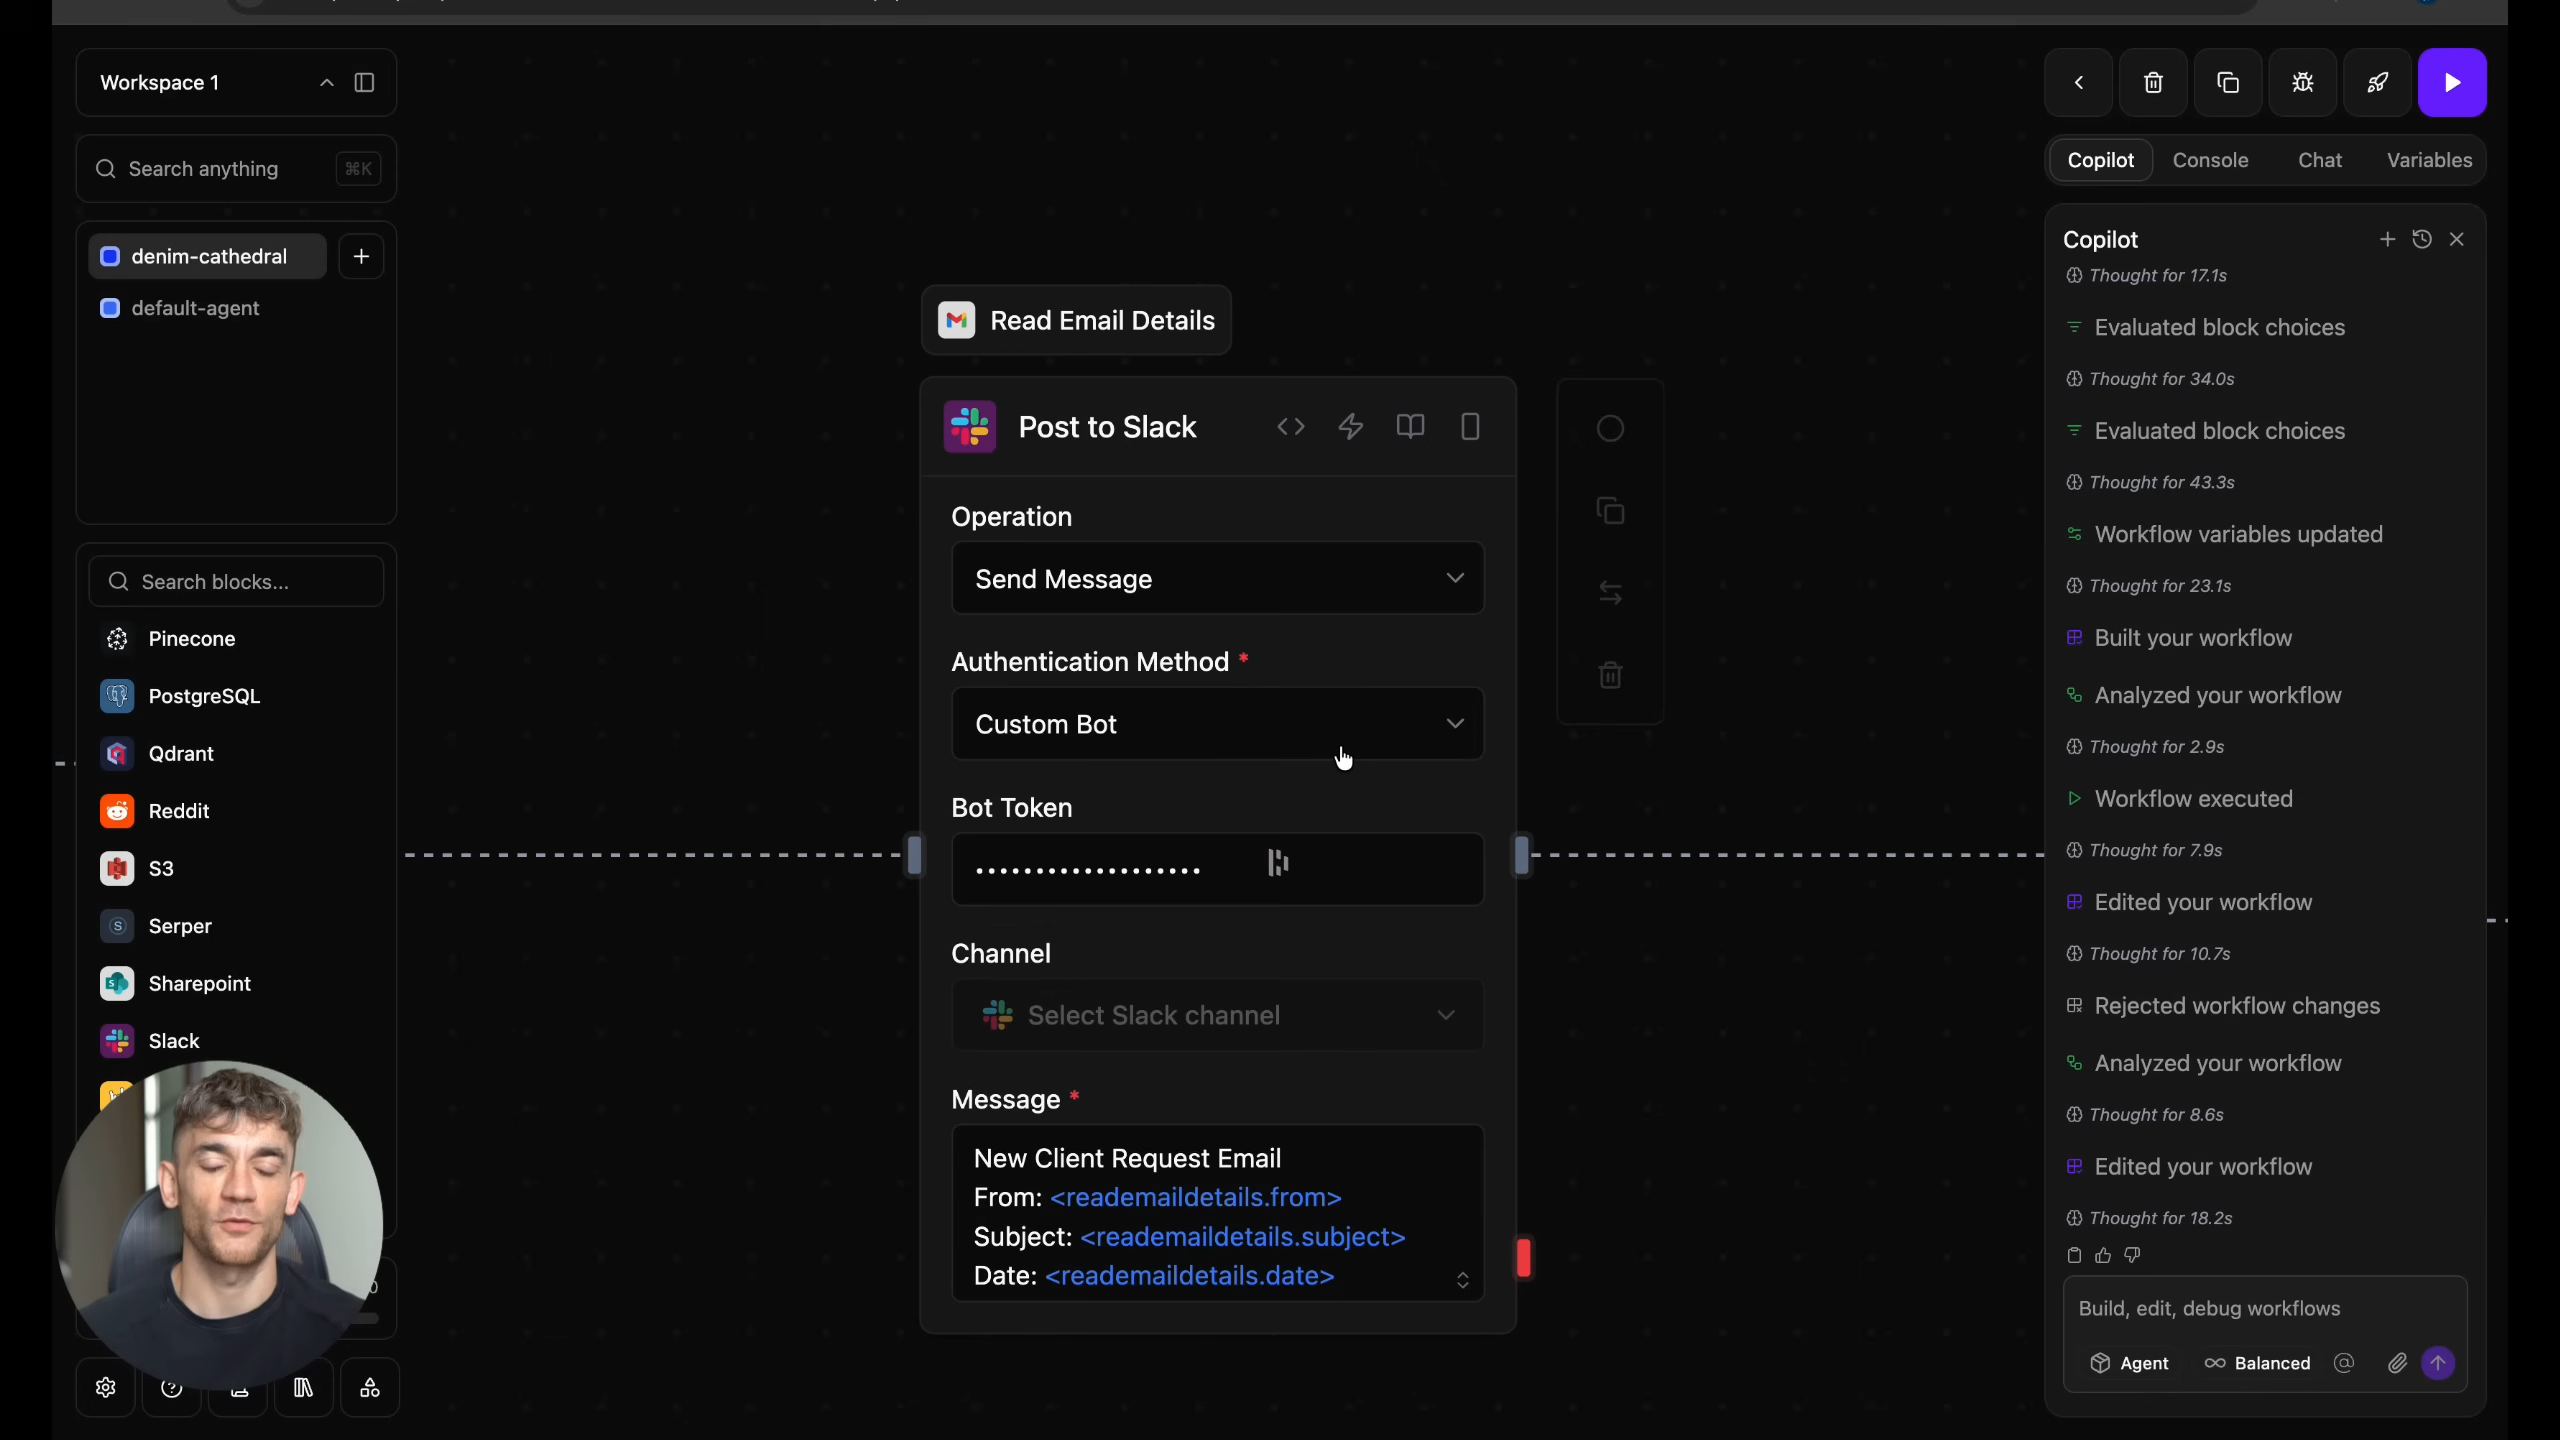 Workspace 1
Search anything
⌘K
denim-cathedral
default-agent
Search blocks...
Pinecone
PostgreSQL
Qdrant
Reddit
S3
Serper
Sharepoint
Slack
Read Email Details
Post to Slack
Operation
Send Message
Authentication Method *
Custom Bot
Bot Token
Channel
Select Slack channel
Message *
New Client Request Email
From: <reademaildetails.from>
Subject: <reademaildetails.subject>
Date: <reademaildetails.date>
Copilot Console Chat Variables
Copilot
Thought for 17.1s
Evaluated block choices
Thought for 34.0s
Evaluated block choices
Thought for 43.3s
Workflow variables updated
Thought for 23.1s
Built your workflow
Analyzed your workflow
Thought for 2.9s
Workflow executed
Thought for 7.9s
Edited your workflow
Thought for 10.7s
Rejected workflow changes
Analyzed your workflow
Thought for 8.6s
Edited your workflow
Thought for 18.2s
Build, edit, debug workflows
Agent Balanced